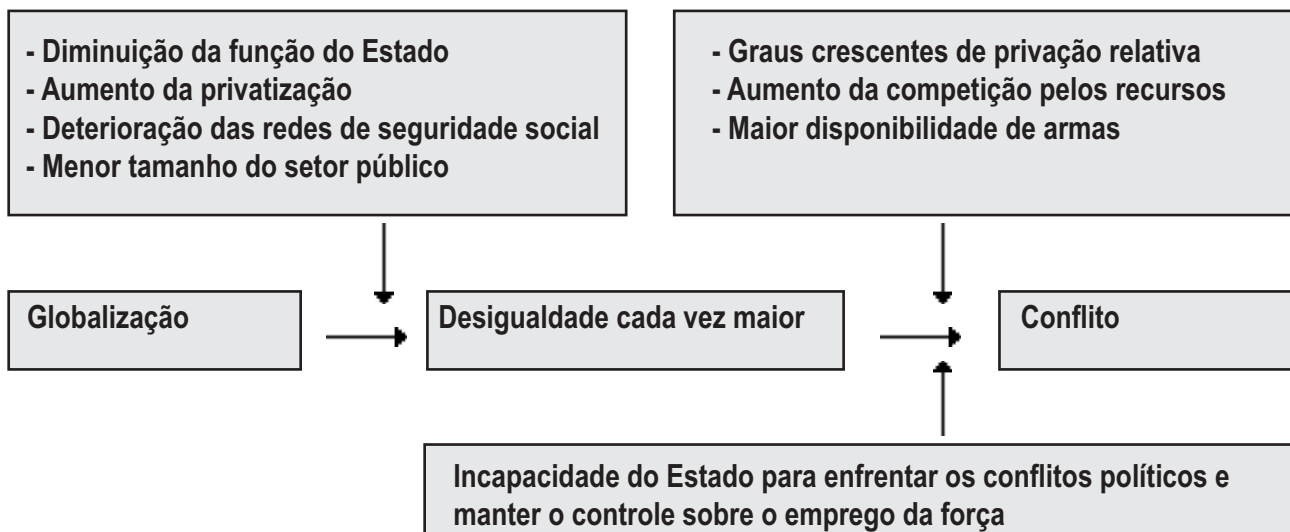 - Diminuição da função do Estado
- Aumento da privatização
- Deterioração das redes de seguridade social
- Menor tamanho do setor público
- Graus crescentes de privação relativa
- Aumento da competição pelos recursos
- Maior disponibilidade de armas
Globalização
Desigualdade cada vez maior
Conflito
Incapacidade do Estado para enfrentar os conflitos políticos e
manter o controle sobre o emprego da força